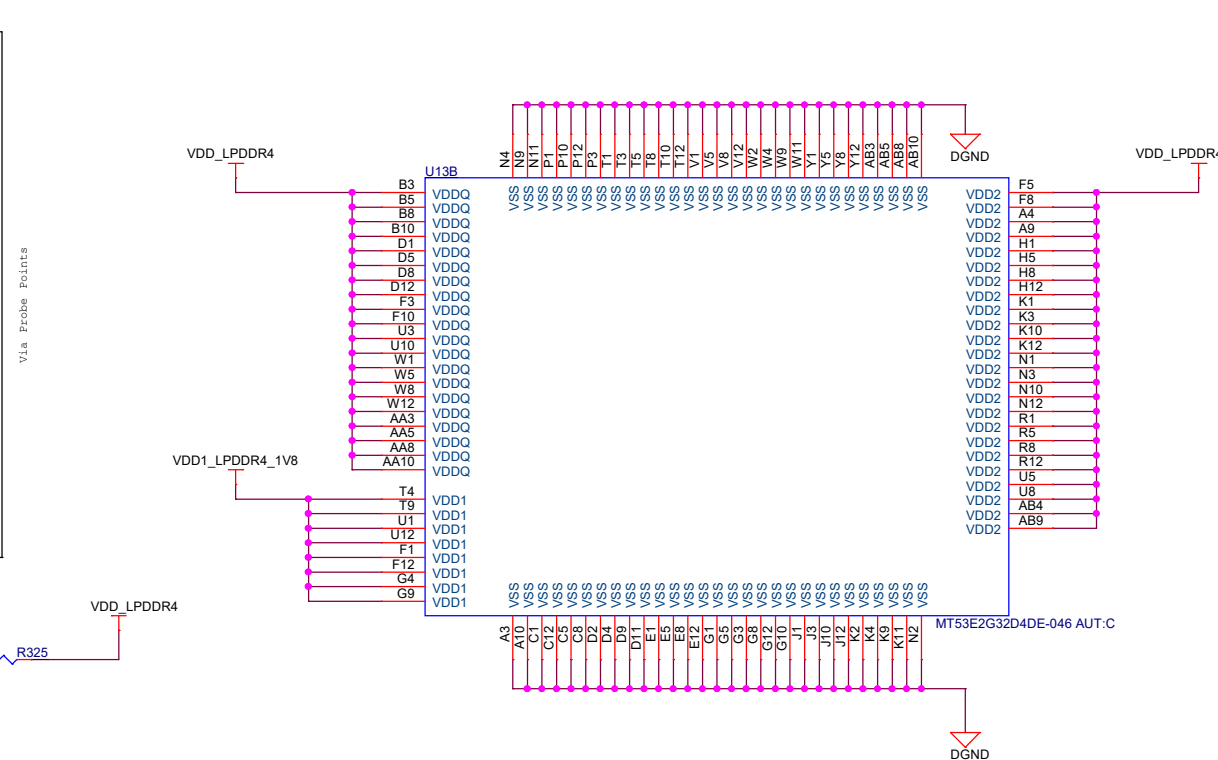 Via Probe Points
VDD_LPDDR4
VDD1_LPDDR4_1V8
VDD_LPDDR4
R325
U13B
N4 N9 N11 P1 P10 P12 P3 T1 T3 T5 T8 T10 T12 V1 V5 V8 V12 W2 W4 W9 W11 Y1 Y5 Y8 Y12 AB3 AB5 AB8 AB10
VSS VSS VSS VSS VSS VSS VSS VSS VSS VSS VSS VSS VSS VSS VSS VSS VSS VSS VSS VSS VSS VSS VSS VSS VSS VSS VSS VSS VSS
DGND
VDD_LPDDR4
B3 VDDQ
B5 VDDQ
B8 VDDQ
B10 VDDQ
D1 VDDQ
D5 VDDQ
D8 VDDQ
D12 VDDQ
F3 VDDQ
F10 VDDQ
U3 VDDQ
U10 VDDQ
W1 VDDQ
W5 VDDQ
W8 VDDQ
W12 VDDQ
AA3 VDDQ
AA5 VDDQ
AA8 VDDQ
AA10 VDDQ
T4 VDD1
T9 VDD1
U1 VDD1
U12 VDD1
F1 VDD1
F12 VDD1
G4 VDD1
G9 VDD1
VDD2 F5
VDD2 F8
VDD2 A4
VDD2 A9
VDD2 H1
VDD2 H5
VDD2 H8
VDD2 H12
VDD2 K1
VDD2 K3
VDD2 K10
VDD2 K12
VDD2 N1
VDD2 N3
VDD2 N10
VDD2 N12
VDD2 R1
VDD2 R5
VDD2 R8
VDD2 R12
VDD2 U5
VDD2 U8
VDD2 AB4
VDD2 AB9
VSS VSS VSS VSS VSS VSS VSS VSS VSS VSS VSS VSS VSS VSS VSS VSS VSS VSS VSS VSS VSS VSS VSS VSS VSS VSS VSS VSS VSS
A3 A10 C1 C12 C5 C8 D2 D4 D9 D11 E1 E5 E8 E12 G1 G5 G3 G8 G12 G10 J1 J3 J10 J12 K2 K4 K9 K11 N2
MT53E2G32D4DE-046 AUT:C
DGND